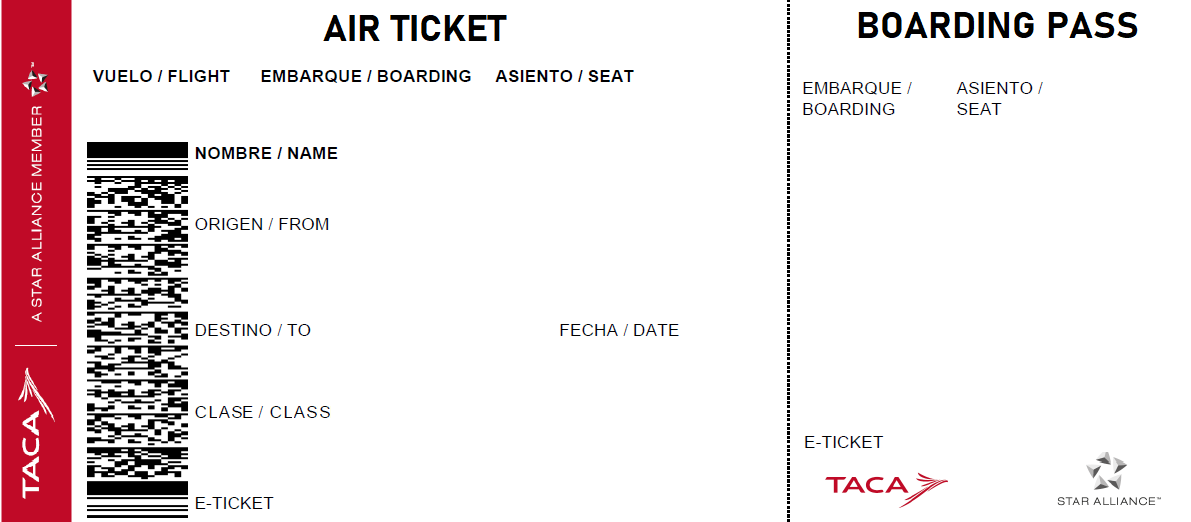 AIR TICKET
VUELO / FLIGHT EMBARQUE / BOARDING ASIENTO / SEAT
NOMBRE / NAME
ORIGEN / FROM
DESTINO / TO FECHA / DATE
CLASE / CLASS
E-TICKET
A STAR ALLIANCE MEMBER ™
TACA
BOARDING PASS
EMBARQUE /
BOARDING
ASIENTO /
SEAT
E-TICKET
TACA
STAR ALLIANCE™